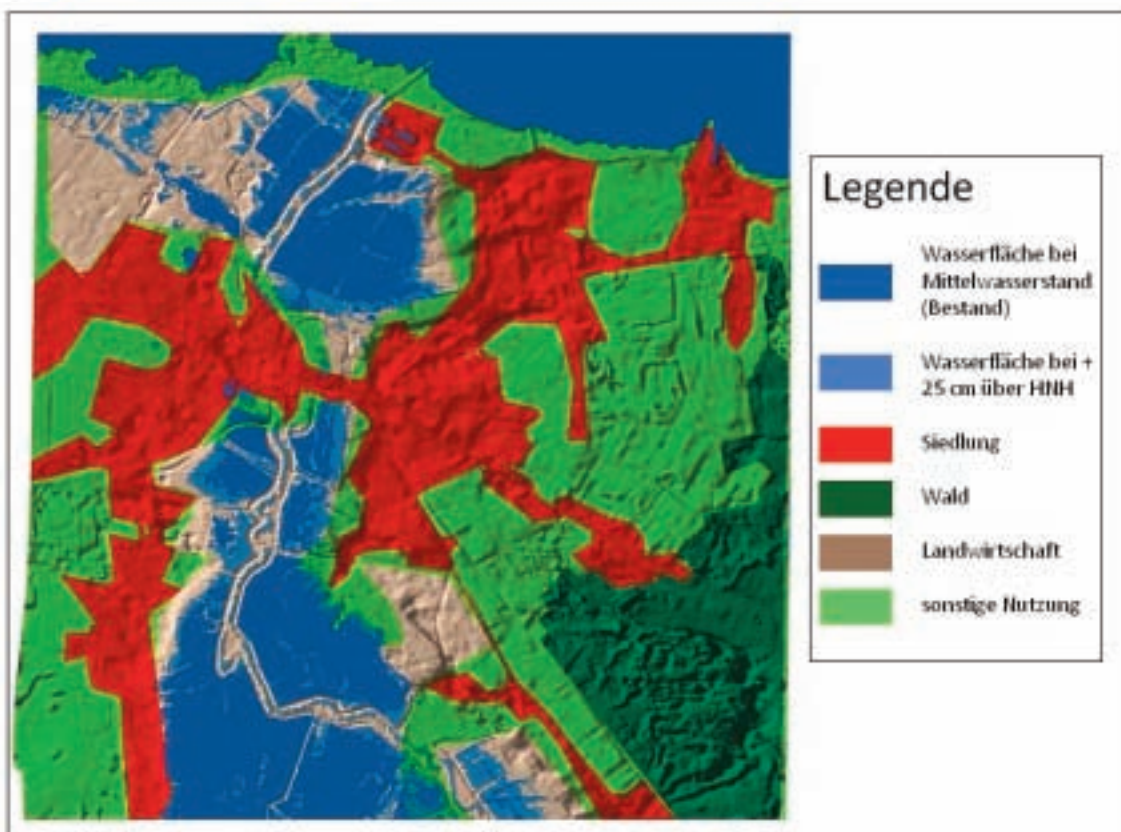 Legende
Wasserfläche bei
Mittelwasserstand
(Bestand)
Wasserfläche bei +
25 cm über HNH
Siedlung
Wald
Landwirtschaft
sonstige Nutzung